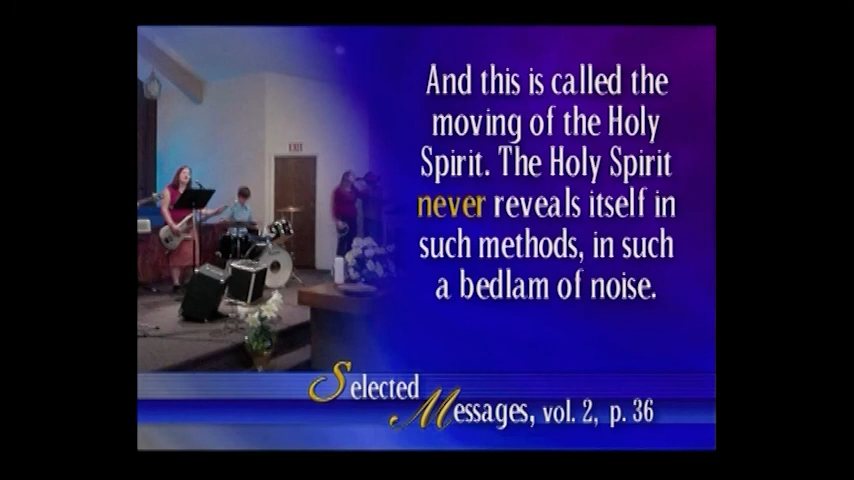 And this is called the
moving of the Holy
Spirit. The Holy Spirit
never reveals itself in
such methods, in such
a bedlam of noise.
EXIT
Selected
Messages, vol. 2, p. 36